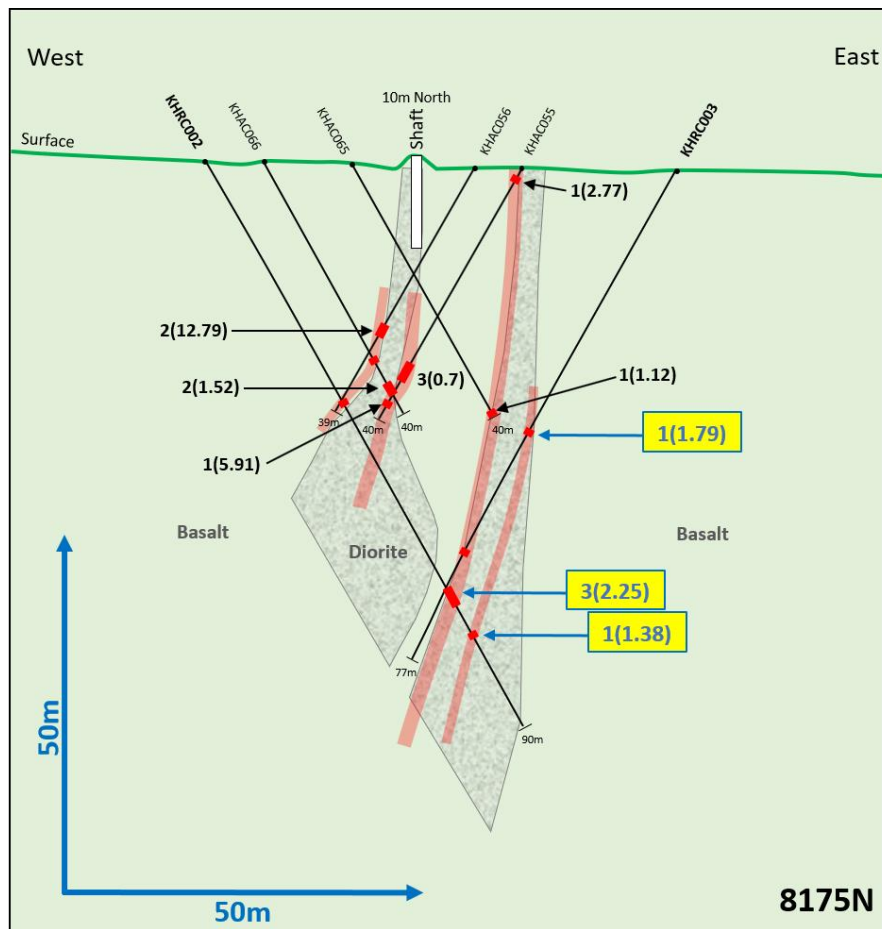 West
East
10m North
Shaft
KHRC002
KHAC066
KHAC065
KHAC056
KHAC055
KHRC003
Surface
1(2.77)
2(12.79)
2(1.52)
3(0.7)
1(1.12)
39m
40m
40m
40m
1(1.79)
1(5.91)
Basalt
Diorite
Basalt
3(2.25)
1(1.38)
77m
90m
50m
50m
8175N